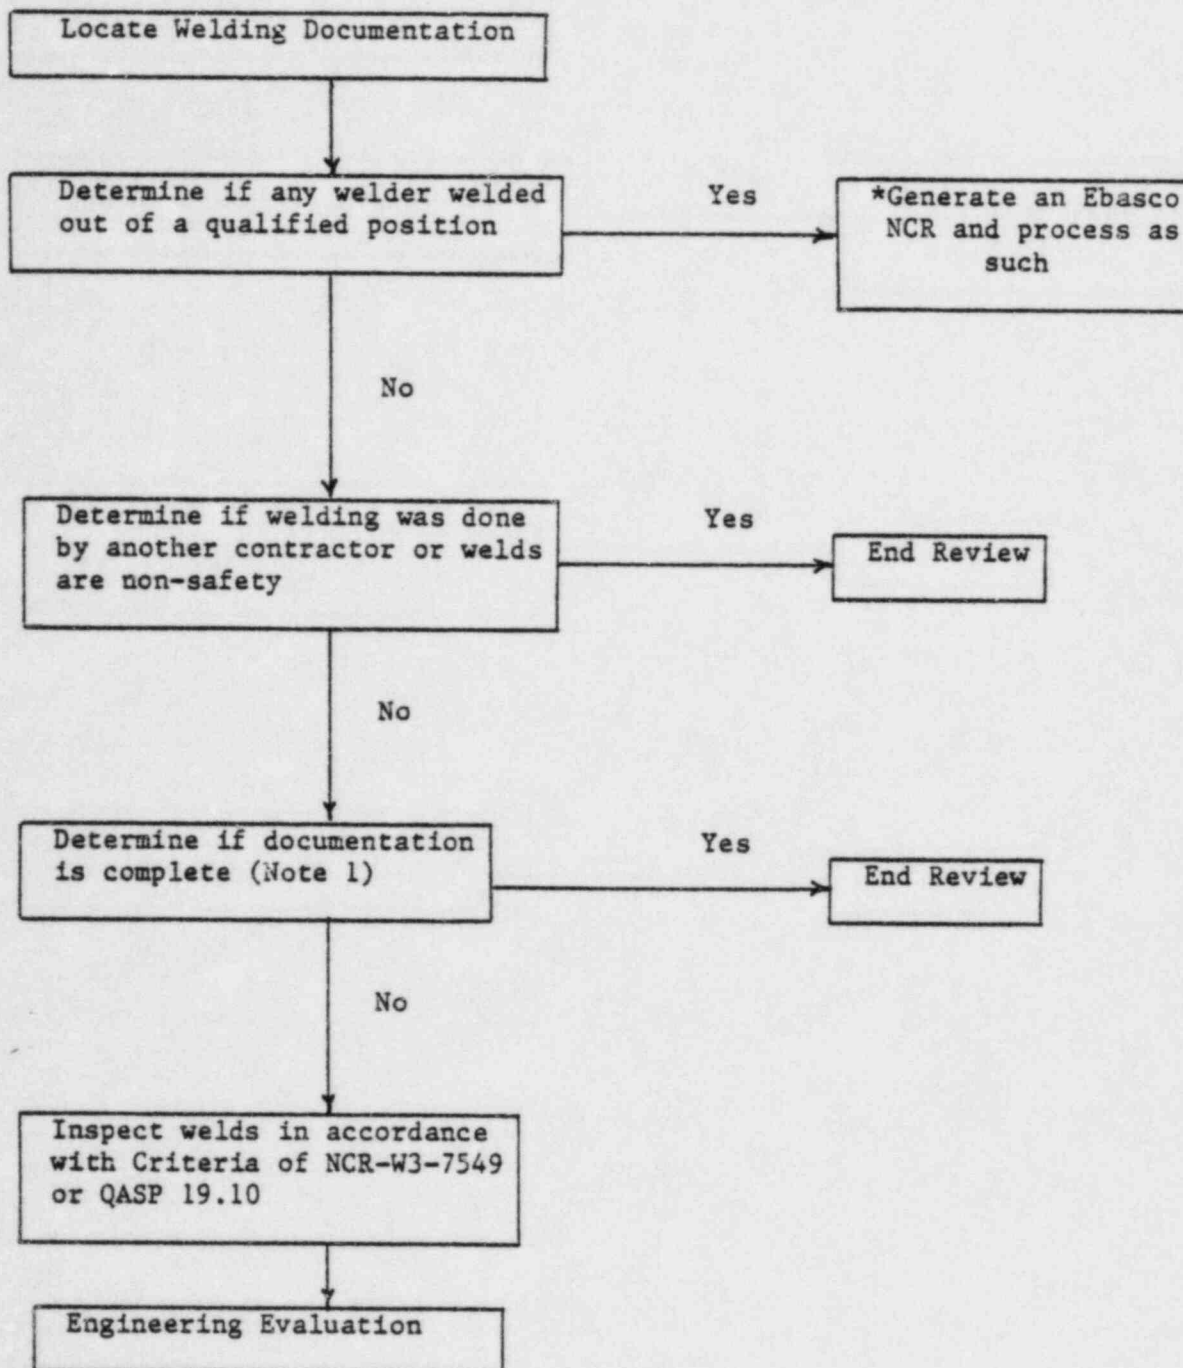 Locate Welding Documentation
Determine if any welder welded
out of a qualified position
Yes
*Generate an Ebasco
NCR and process as
such
No
Determine if welding was done
by another contractor or welds
are non-safety
Yes
End Review
No
Determine if documentation
is complete (Note 1)
Yes
End Review
No
Inspect welds in accordance
with Criteria of NCR-W3-7549
or QASP 19.10
Engineering Evaluation